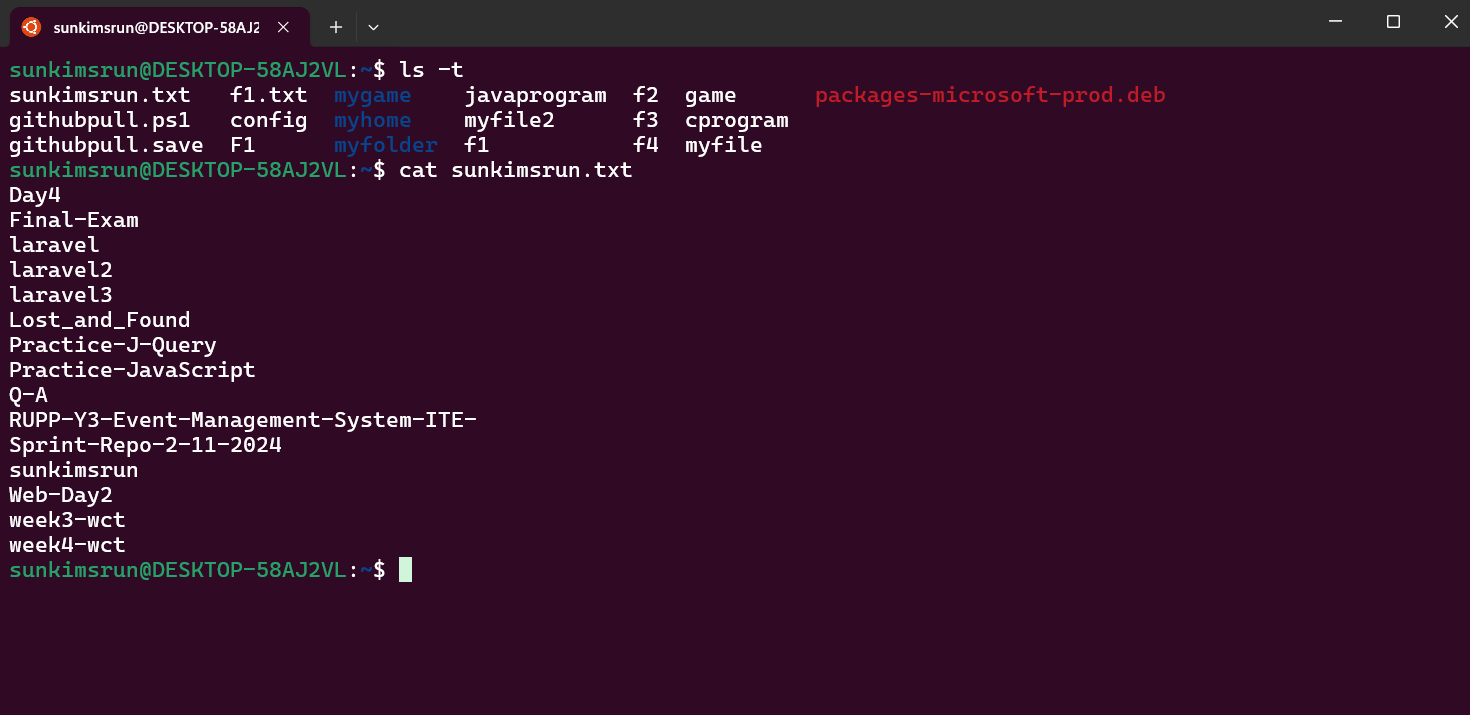 sunkimsrun@DESKTOP-58AJ2
sunkimsrun@DESKTOP-58AJ2VL:~$ ls -t
sunkimsrun.txt   f1.txt  mygame    javaprogram  f2  game      packages-microsoft-prod.deb
githubpull.ps1   config  myhome    myfile2      f3  cprogram
githubpull.save  F1      myfolder  f1           f4  myfile
sunkimsrun@DESKTOP-58AJ2VL:~$ cat sunkimsrun.txt
Day4
Final-Exam
laravel
laravel2
laravel3
Lost_and_Found
Practice-J-Query
Practice-JavaScript
Q-A
RUPP-Y3-Event-Management-System-ITE-
Sprint-Repo-2-11-2024
sunkimsrun
Web-Day2
week3-wct
week4-wct
sunkimsrun@DESKTOP-58AJ2VL:~$